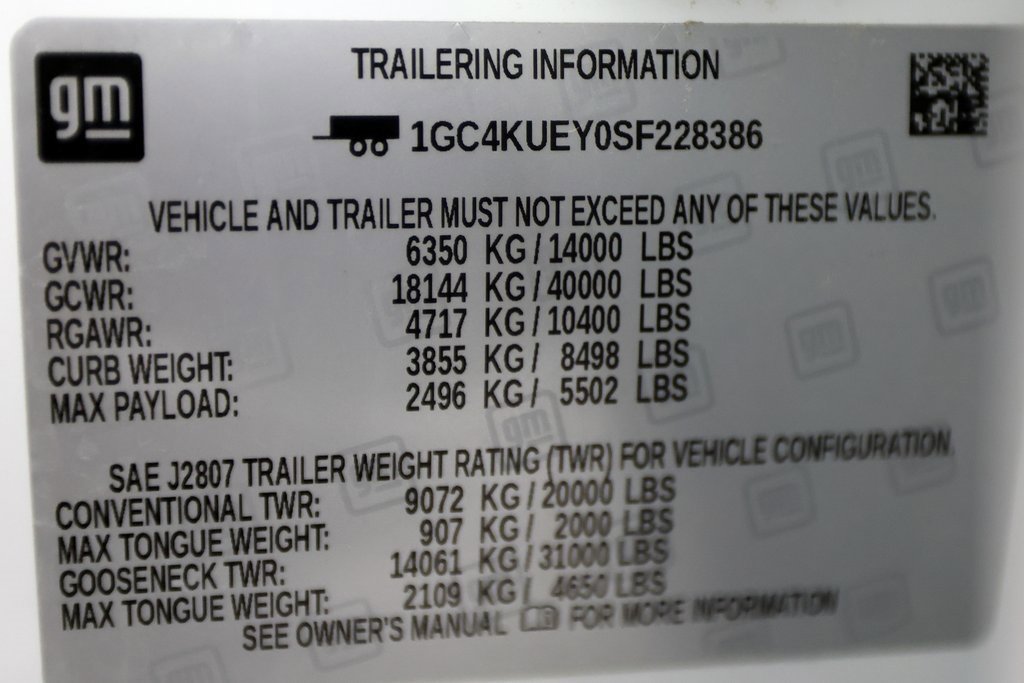 gm
TRAILERING INFORMATION
1GC4KUEY0SF228386
VEHICLE AND TRAILER MUST NOT EXCEED ANY OF THESE VALUES.
GVWR: 6350 KG / 14000 LBS
GCWR: 18144 KG / 40000 LBS
RGAWR: 4717 KG / 10400 LBS
CURB WEIGHT: 3855 KG / 8498 LBS
MAX PAYLOAD: 2496 KG / 5502 LBS
SAE J2807 TRAILER WEIGHT RATING (TWR) FOR VEHICLE CONFIGURATION.
CONVENTIONAL TWR: 9072 KG / 20000 LBS
MAX TONGUE WEIGHT: 907 KG / 2000 LBS
GOOSENECK TWR: 14061 KG / 31000 LBS
MAX TONGUE WEIGHT: 2109 KG / 4650 LBS
SEE OWNER'S MANUAL FOR MORE INFORMATION